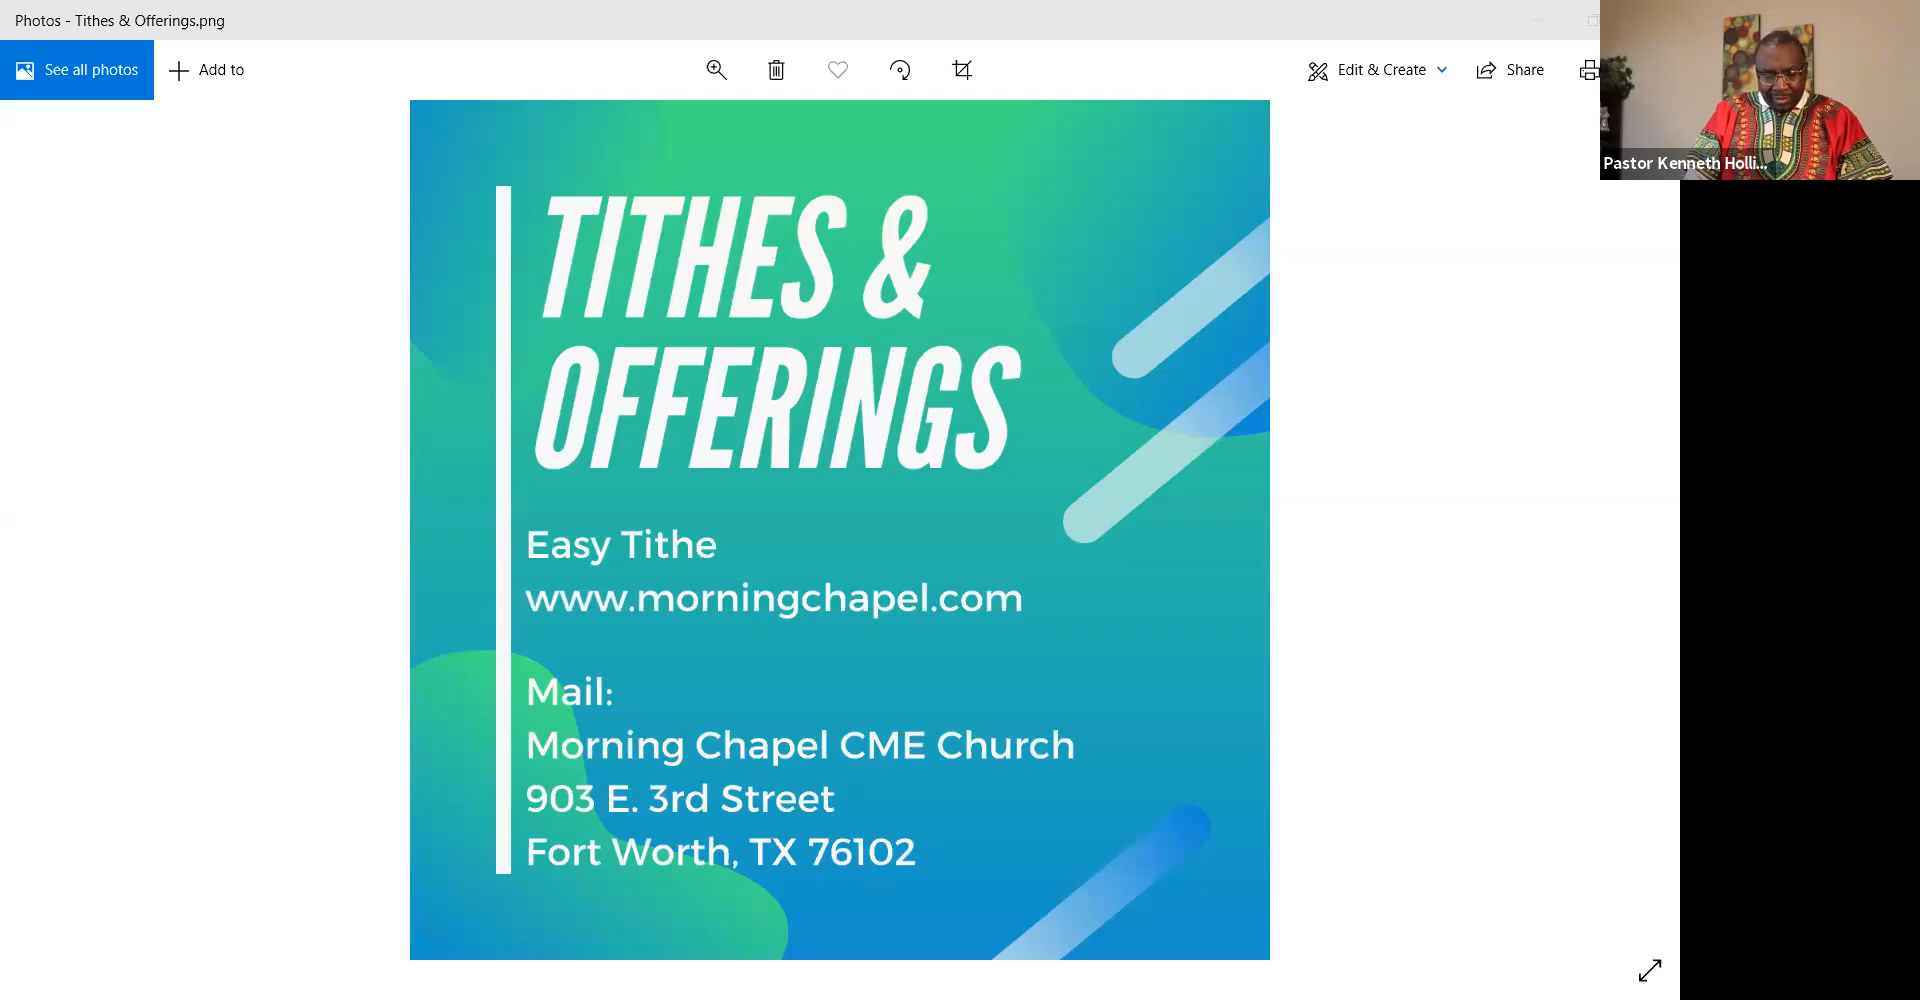 Photos - Tithes & Offerings.png
See all photos
Add to
Edit & Create
Share
Pastor Kenneth Holli...
TITHES &
OFFERINGS
Easy Tithe
www.morningchapel.com
Mail:
Morning Chapel CME Church
903 E. 3rd Street
Fort Worth, TX 76102